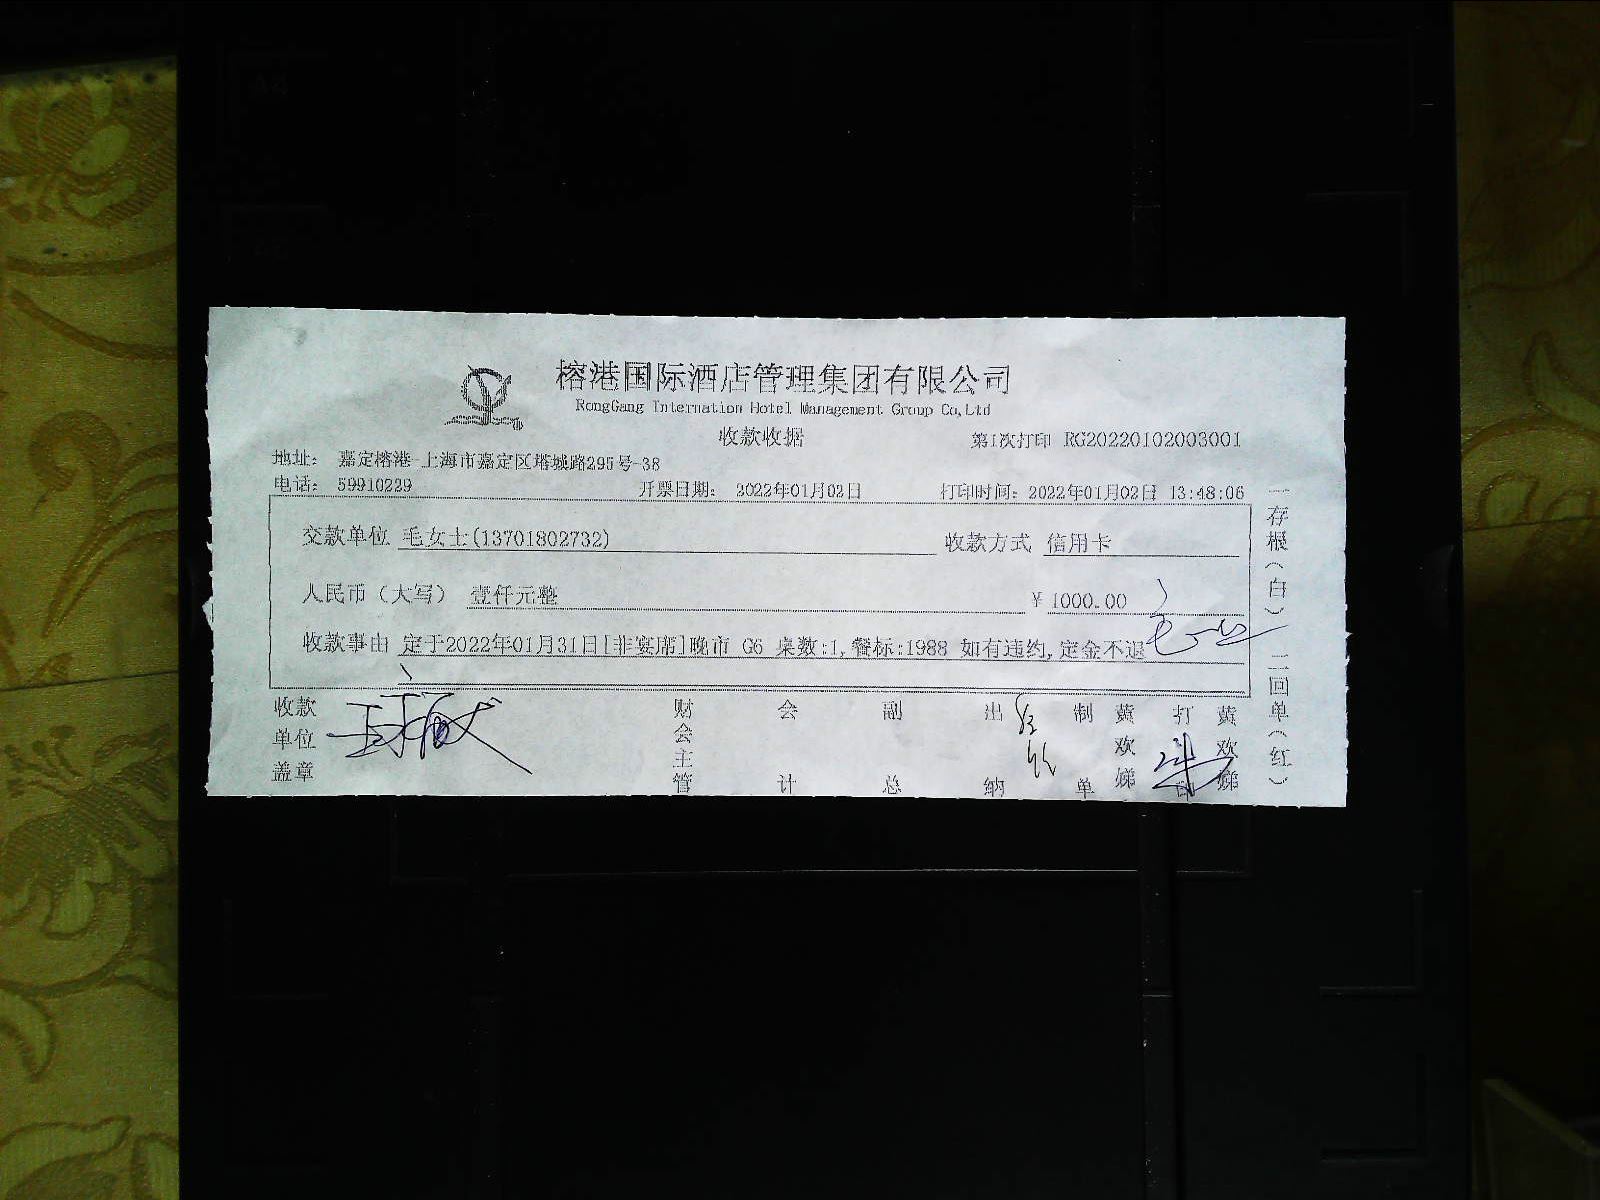 榕港国际酒店管理集团有限公司
RongGang Internation Hotel Management Group Co,Ltd
收款收据
第1次打印 RG20220102003001
地址： 嘉定榕港-上海市嘉定区塔城路295号-38
电话： 59910229 开票日期： 2022年01月02日 打印时间：2022年01月02日 13:48:06
交款单位 毛女士(13701802732) 收款方式 信用卡
人民币（大写） 壹仟元整 ¥ 1000.00
收款事由 定于2022年01月31日[非宴席]晚市 G6 桌数:1,餐标:1988 如有违约,定金不退
收款单位盖章 财会主管 会计 副总 出纳 制单 黄欢娣 打印 黄欢娣
一存根（白） 二回单（红）